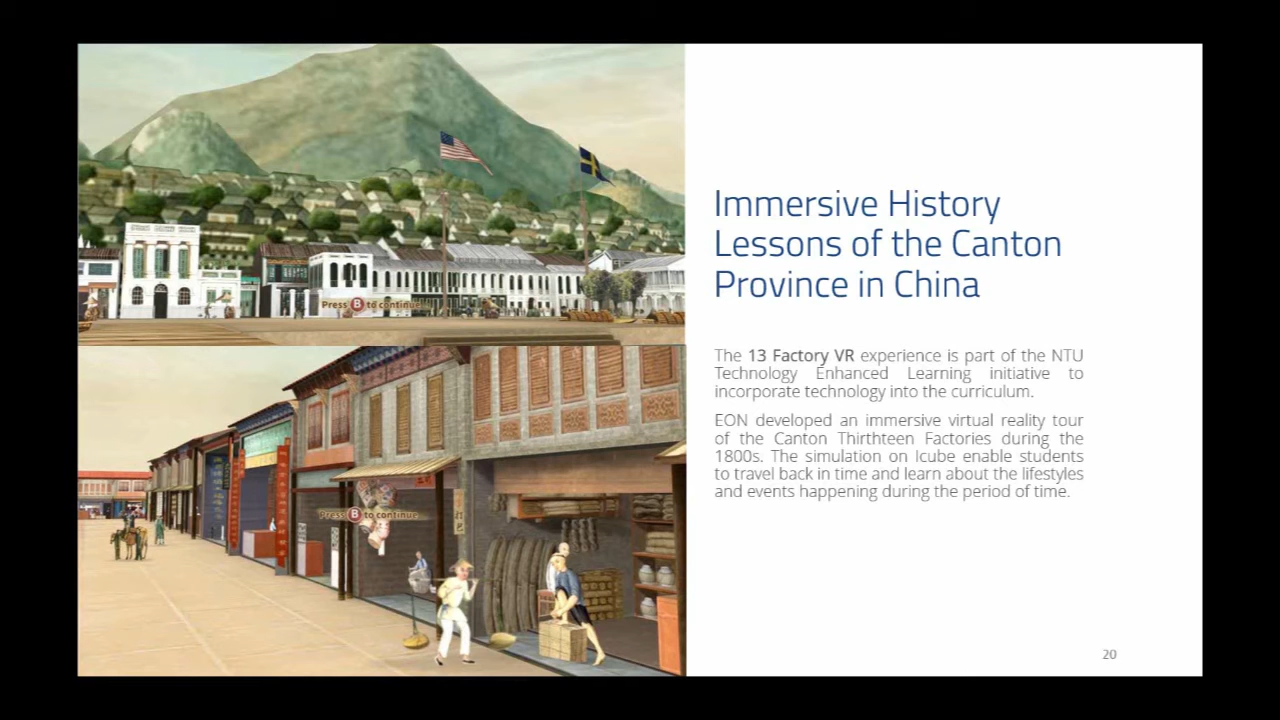 Immersive History
Lessons of the Canton
Province in China
The 13 Factory VR experience is part of the NTU
Technology Enhanced Learning initiative to
incorporate technology into the curriculum.
EON developed an immersive virtual reality tour
of the Canton Thirthteen Factories during the
1800s. The simulation on Icube enable students
to travel back in time and learn about the lifestyles
and events happening during the period of time.
Press B to continue...
Press B to continue...
20